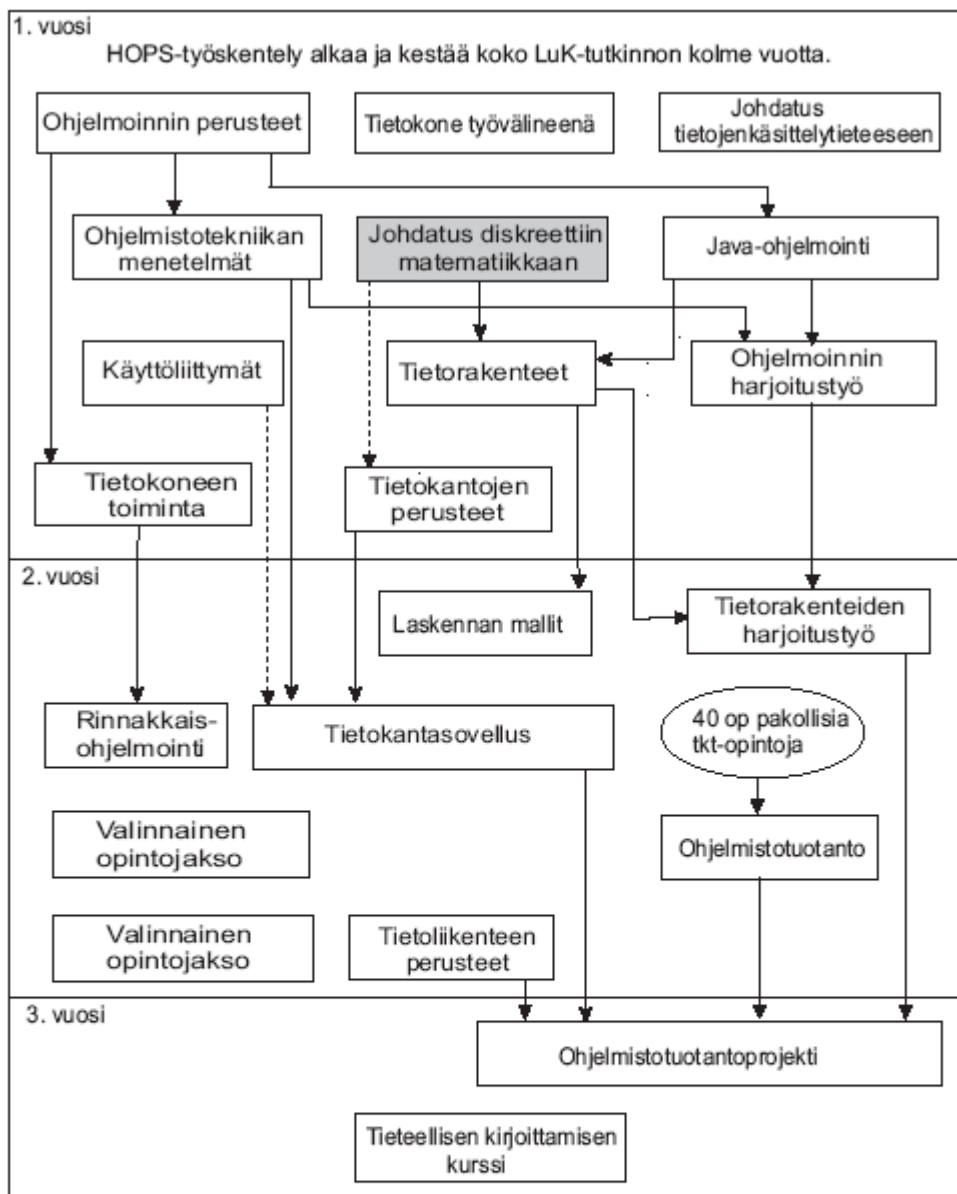 1. vuosi
HOPS-työskentely alkaa ja kestää koko LuK-tutkinnon kolme vuotta.
Ohjelmoinnin perusteet
Tietokone työvälineenä
Johdatus
tietojenkäsittelytieteeseen
Ohjelmistotekniikan
menetelmät
Johdatus diskreettiin
matematiikkaan
Java-ohjelmointi
Käyttöliittymät
Tietorakenteet
Ohjelmoinnin
harjoitustyö
Tietokoneen
toiminta
Tietokantojen
perusteet
2. vuosi
Laskennan mallit
Tietorakenteiden
harjoitustyö
Rinnakkais-
ohjelmointi
Tietokantasovellus
40 op pakollisia
tkt-opintoja
Valinnainen
opintojakso
Ohjelmistotuotanto
Valinnainen
opintojakso
Tietoliikenteen
perusteet
3. vuosi
Ohjelmistotuotantoprojekti
Tieteellisen kirjoittamisen
kurssi